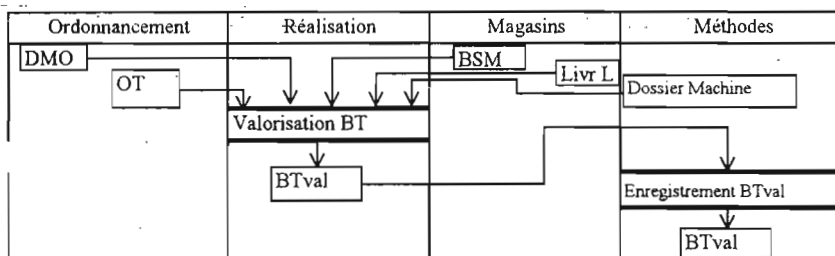 Ordonnancement Réalisation Magasins Méthodes
DMO
BSM
Livr L
OT
Dossier Machine
Valorisation BT
BTval
Enregistrement BTval
BTval